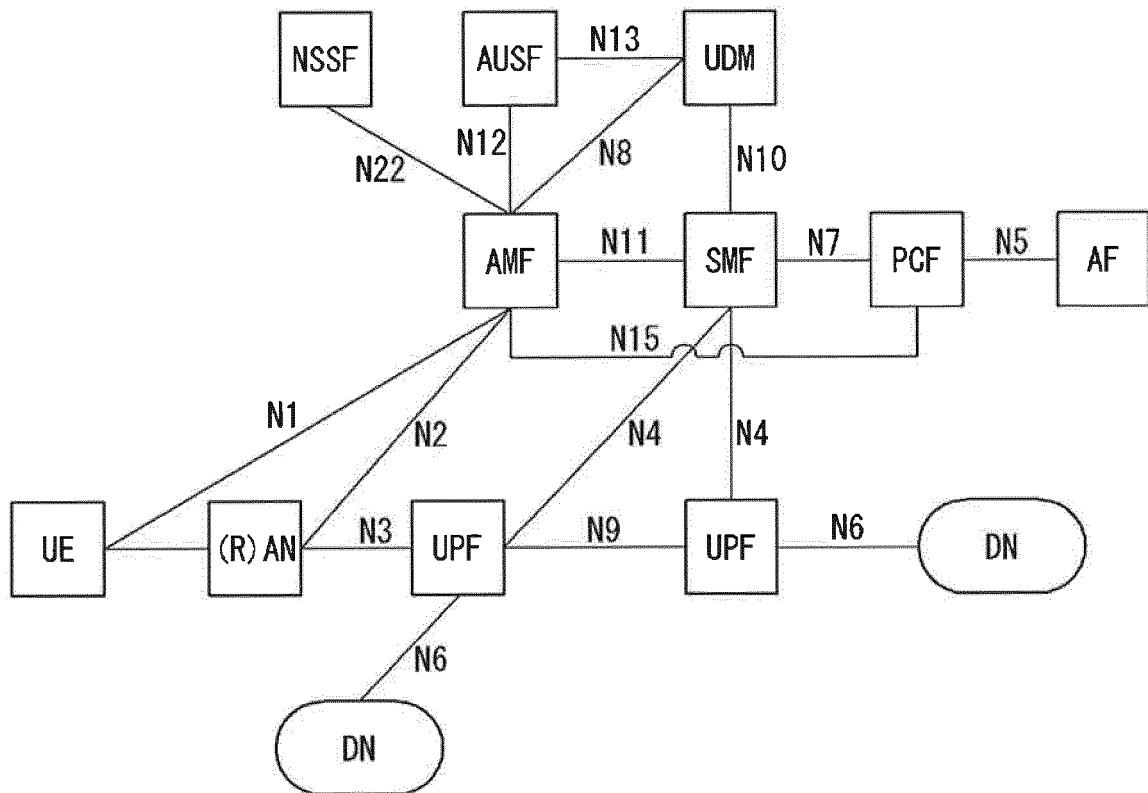 NSSF
AUSF
N13
UDM
N22
N12
N8
N10
AMF
N11
SMF
N7
PCF
N5
AF
N15
N1
N2
N4
N4
UE
(R)AN
N3
UPF
N9
UPF
N6
DN
N6
DN